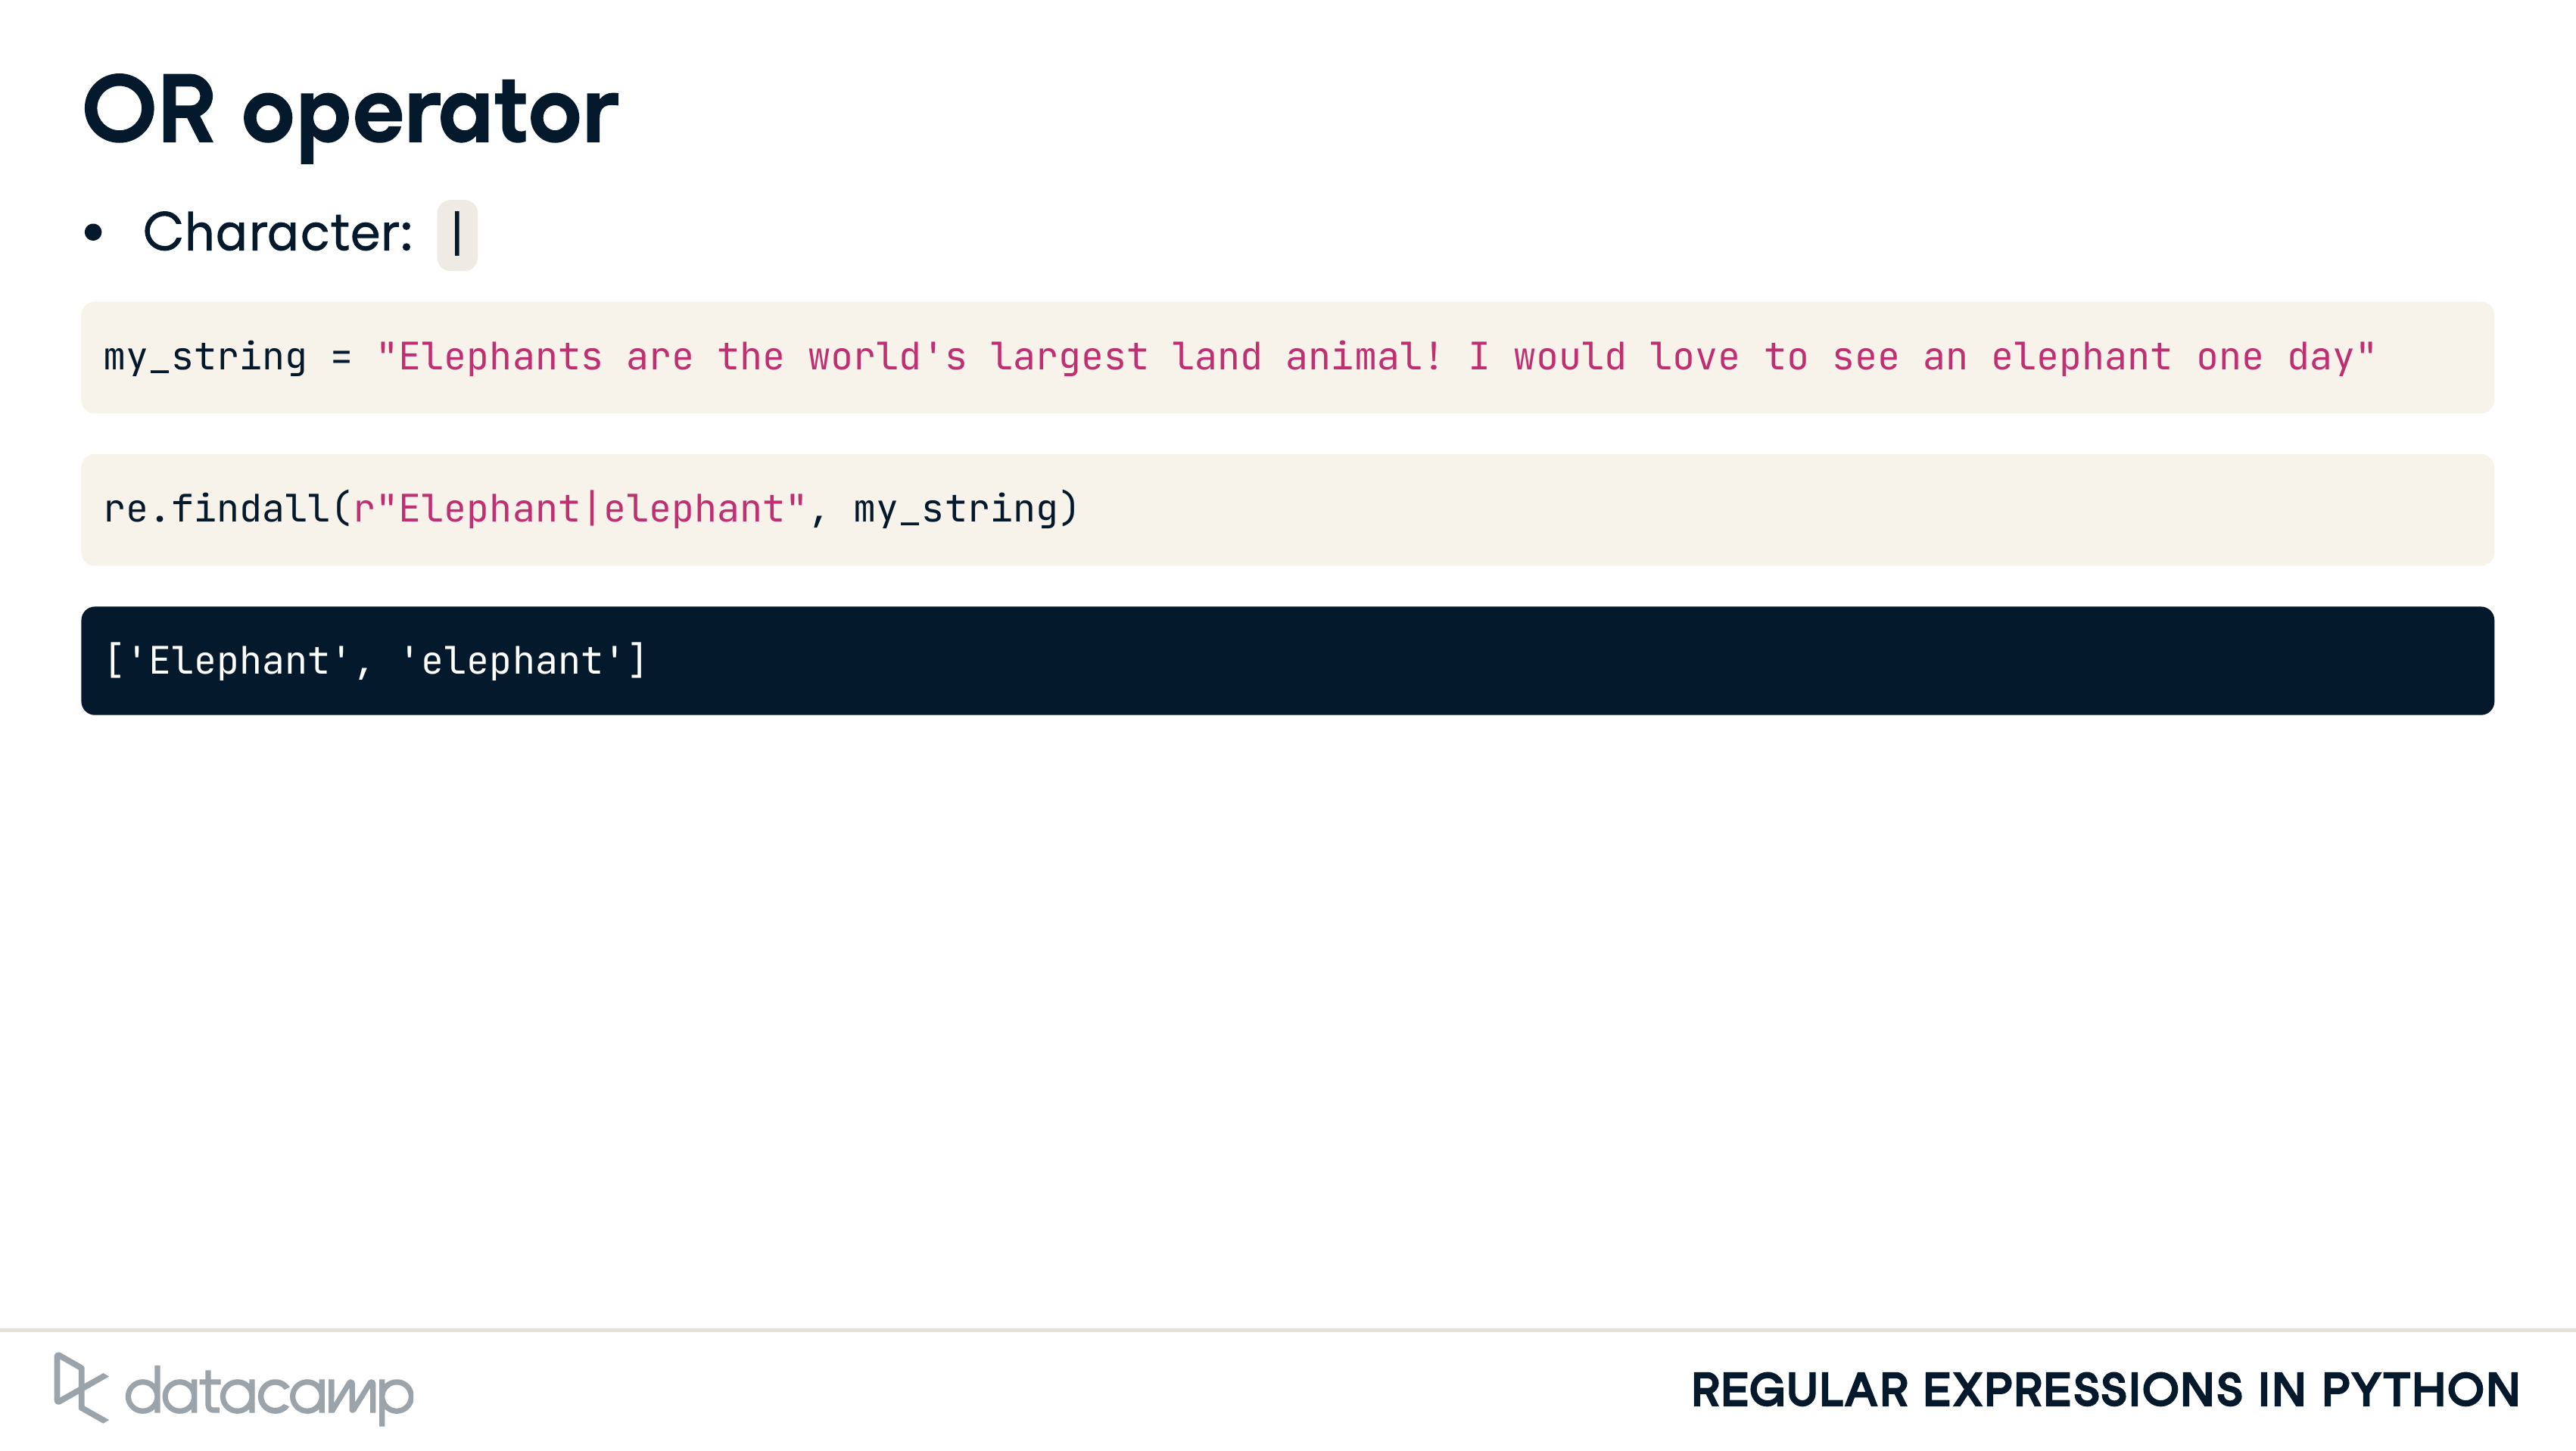 OR operator
• Character: |
my_string = "Elephants are the world's largest land animal! I would love to see an elephant one day"
re.findall(r"Elephant|elephant", my_string)
['Elephant', 'elephant']
datacamp
REGULAR EXPRESSIONS IN PYTHON